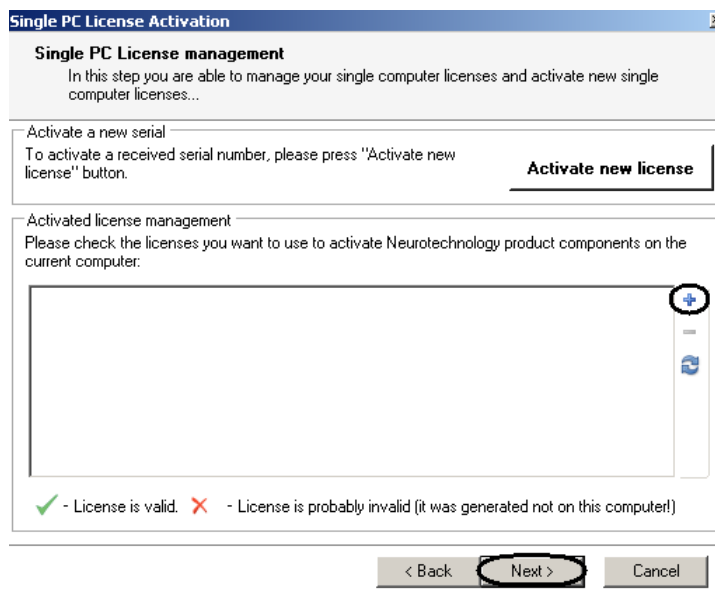 Single PC License Activation
Single PC License management
In this step you are able to manage your single computer licenses and activate new single
computer licenses...
Activate a new serial
To activate a received serial number, please press "Activate new
license" button.
Activate new license
Activated license management
Please check the licenses you want to use to activate Neurotechnology product components on the
current computer:
- License is valid. - License is probably invalid (it was generated not on this computer!)
< Back Next > Cancel